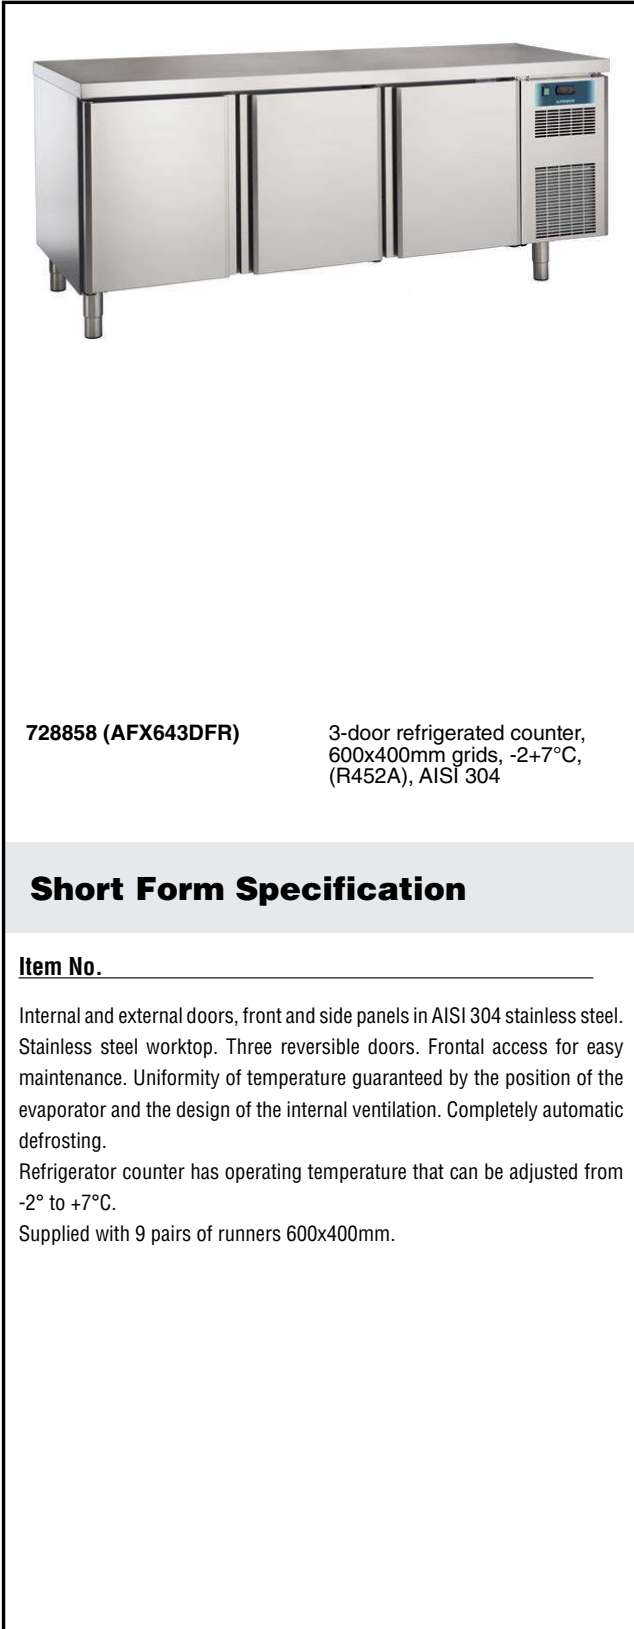 728858 (AFX643DFR)
3-door refrigerated counter,
600x400mm grids, -2+7°C,
(R452A), AISI 304
Short Form Specification
Item No.
Internal and external doors, front and side panels in AISI 304 stainless steel.
Stainless steel worktop. Three reversible doors. Frontal access for easy
maintenance. Uniformity of temperature guaranteed by the position of the
evaporator and the design of the internal ventilation. Completely automatic
defrosting.
Refrigerator counter has operating temperature that can be adjusted from
-2° to +7°C.
Supplied with 9 pairs of runners 600x400mm.